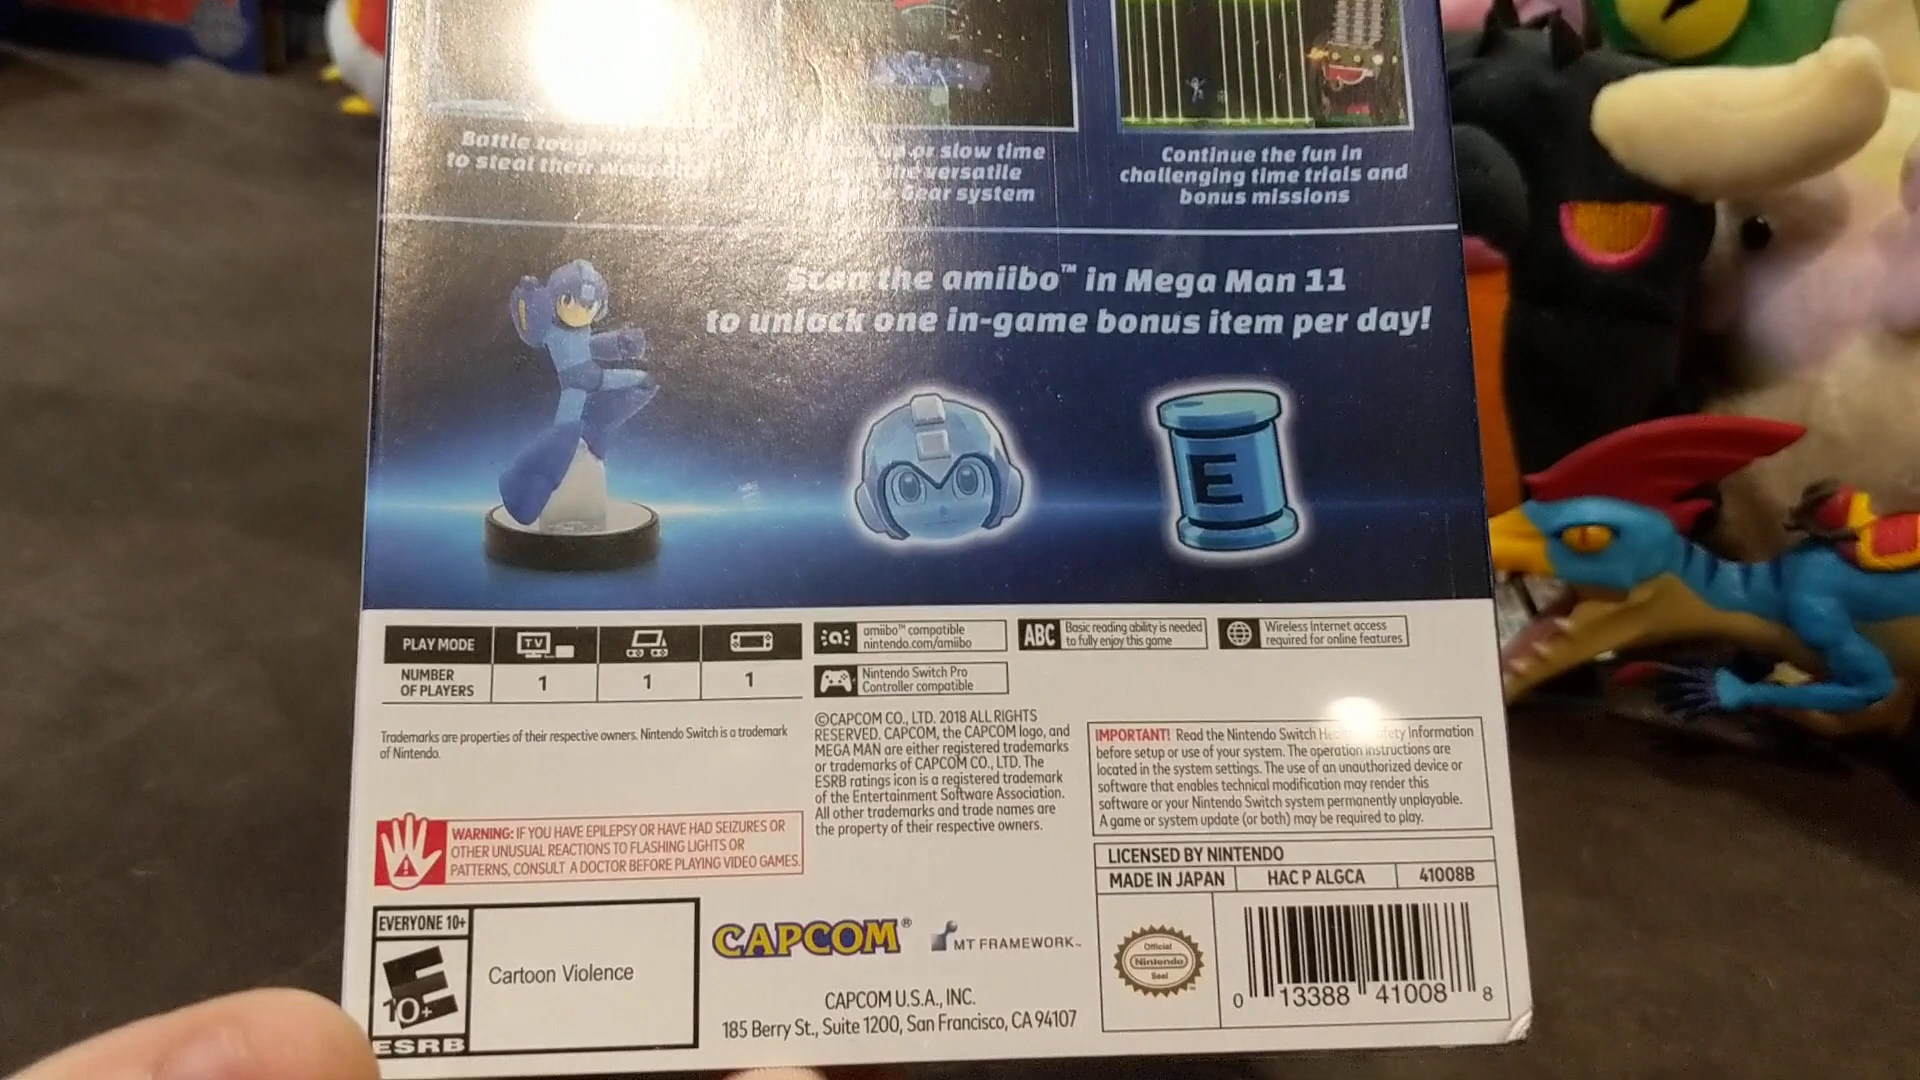 Battle tough
to steal their weapons
or slow time
versatile
Gear system
Continue the fun in
challenging time trials and
bonus missions
Scan the amiibo™ in Mega Man 11
to unlock one in-game bonus item per day!
E
PLAY MODE
TV
NUMBER
OF PLAYERS
1
1
1
amiibo™ compatible
nintendo.com/amiibo
ABC
Basic reading ability is needed
to fully enjoy this game
Wireless Internet access
required for online features
Nintendo Switch Pro
Controller compatible
Trademarks are properties of their respective owners. Nintendo Switch is a trademark
of Nintendo.
©CAPCOM CO., LTD. 2018 ALL RIGHTS
RESERVED. CAPCOM, the CAPCOM logo, and
MEGA MAN are either registered trademarks
or trademarks of CAPCOM CO., LTD. The
ESRB ratings icon is a registered trademark
of the Entertainment Software Association.
All other trademarks and trade names are
the property of their respective owners.
IMPORTANT! Read the Nintendo Switch Information
before setup or use of your system. The operation instructions are
located in the system settings. The use of an unauthorized device or
software that enables technical modification may render this
software or your Nintendo Switch system permanently unplayable.
A game or system update (or both) may be required to play.
WARNING: IF YOU HAVE EPILEPSY OR HAVE HAD SEIZURES OR
OTHER UNUSUAL REACTIONS TO FLASHING LIGHTS OR
PATTERNS, CONSULT A DOCTOR BEFORE PLAYING VIDEO GAMES.
LICENSED BY NINTENDO
MADE IN JAPAN
HAC P ALGCA
41008B
EVERYONE 10+
E
10+
ESRB
Cartoon Violence
CAPCOM®
MT FRAMEWORK™
CAPCOM U.S.A., INC.
185 Berry St., Suite 1200, San Francisco, CA 94107
Official
Nintendo
Seal
0 13388 41008 8